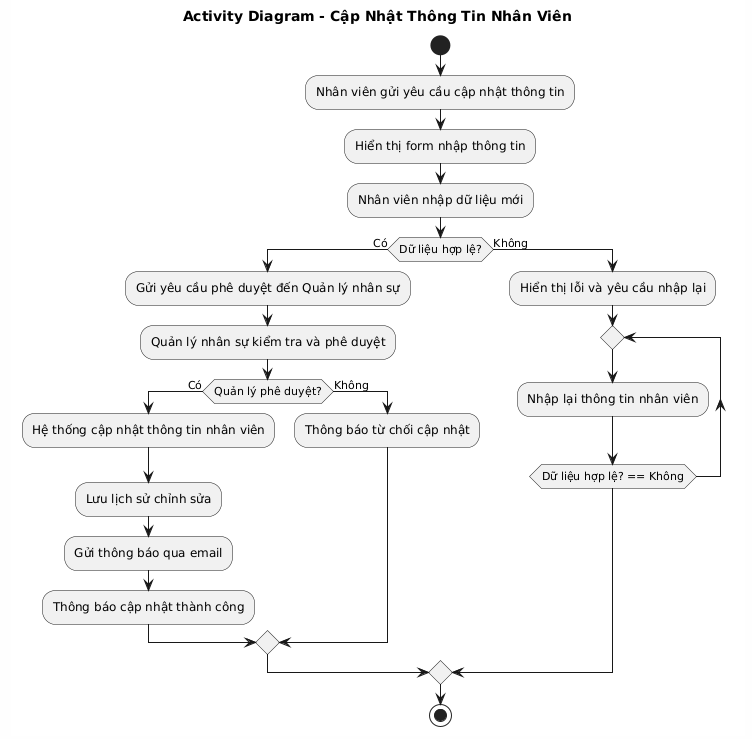 Activity Diagram - Cập Nhật Thông Tin Nhân Viên
Nhân viên gửi yêu cầu cập nhật thông tin
Hiển thị form nhập thông tin
Nhân viên nhập dữ liệu mới
Có
Dữ liệu hợp lệ?
Không
Gửi yêu cầu phê duyệt đến Quản lý nhân sự
Quản lý nhân sự kiểm tra và phê duyệt
Có
Quản lý phê duyệt?
Không
Hệ thống cập nhật thông tin nhân viên
Lưu lịch sử chỉnh sửa
Gửi thông báo qua email
Thông báo cập nhật thành công
Thông báo từ chối cập nhật
Hiển thị lỗi và yêu cầu nhập lại
Nhập lại thông tin nhân viên
Dữ liệu hợp lệ? == Không